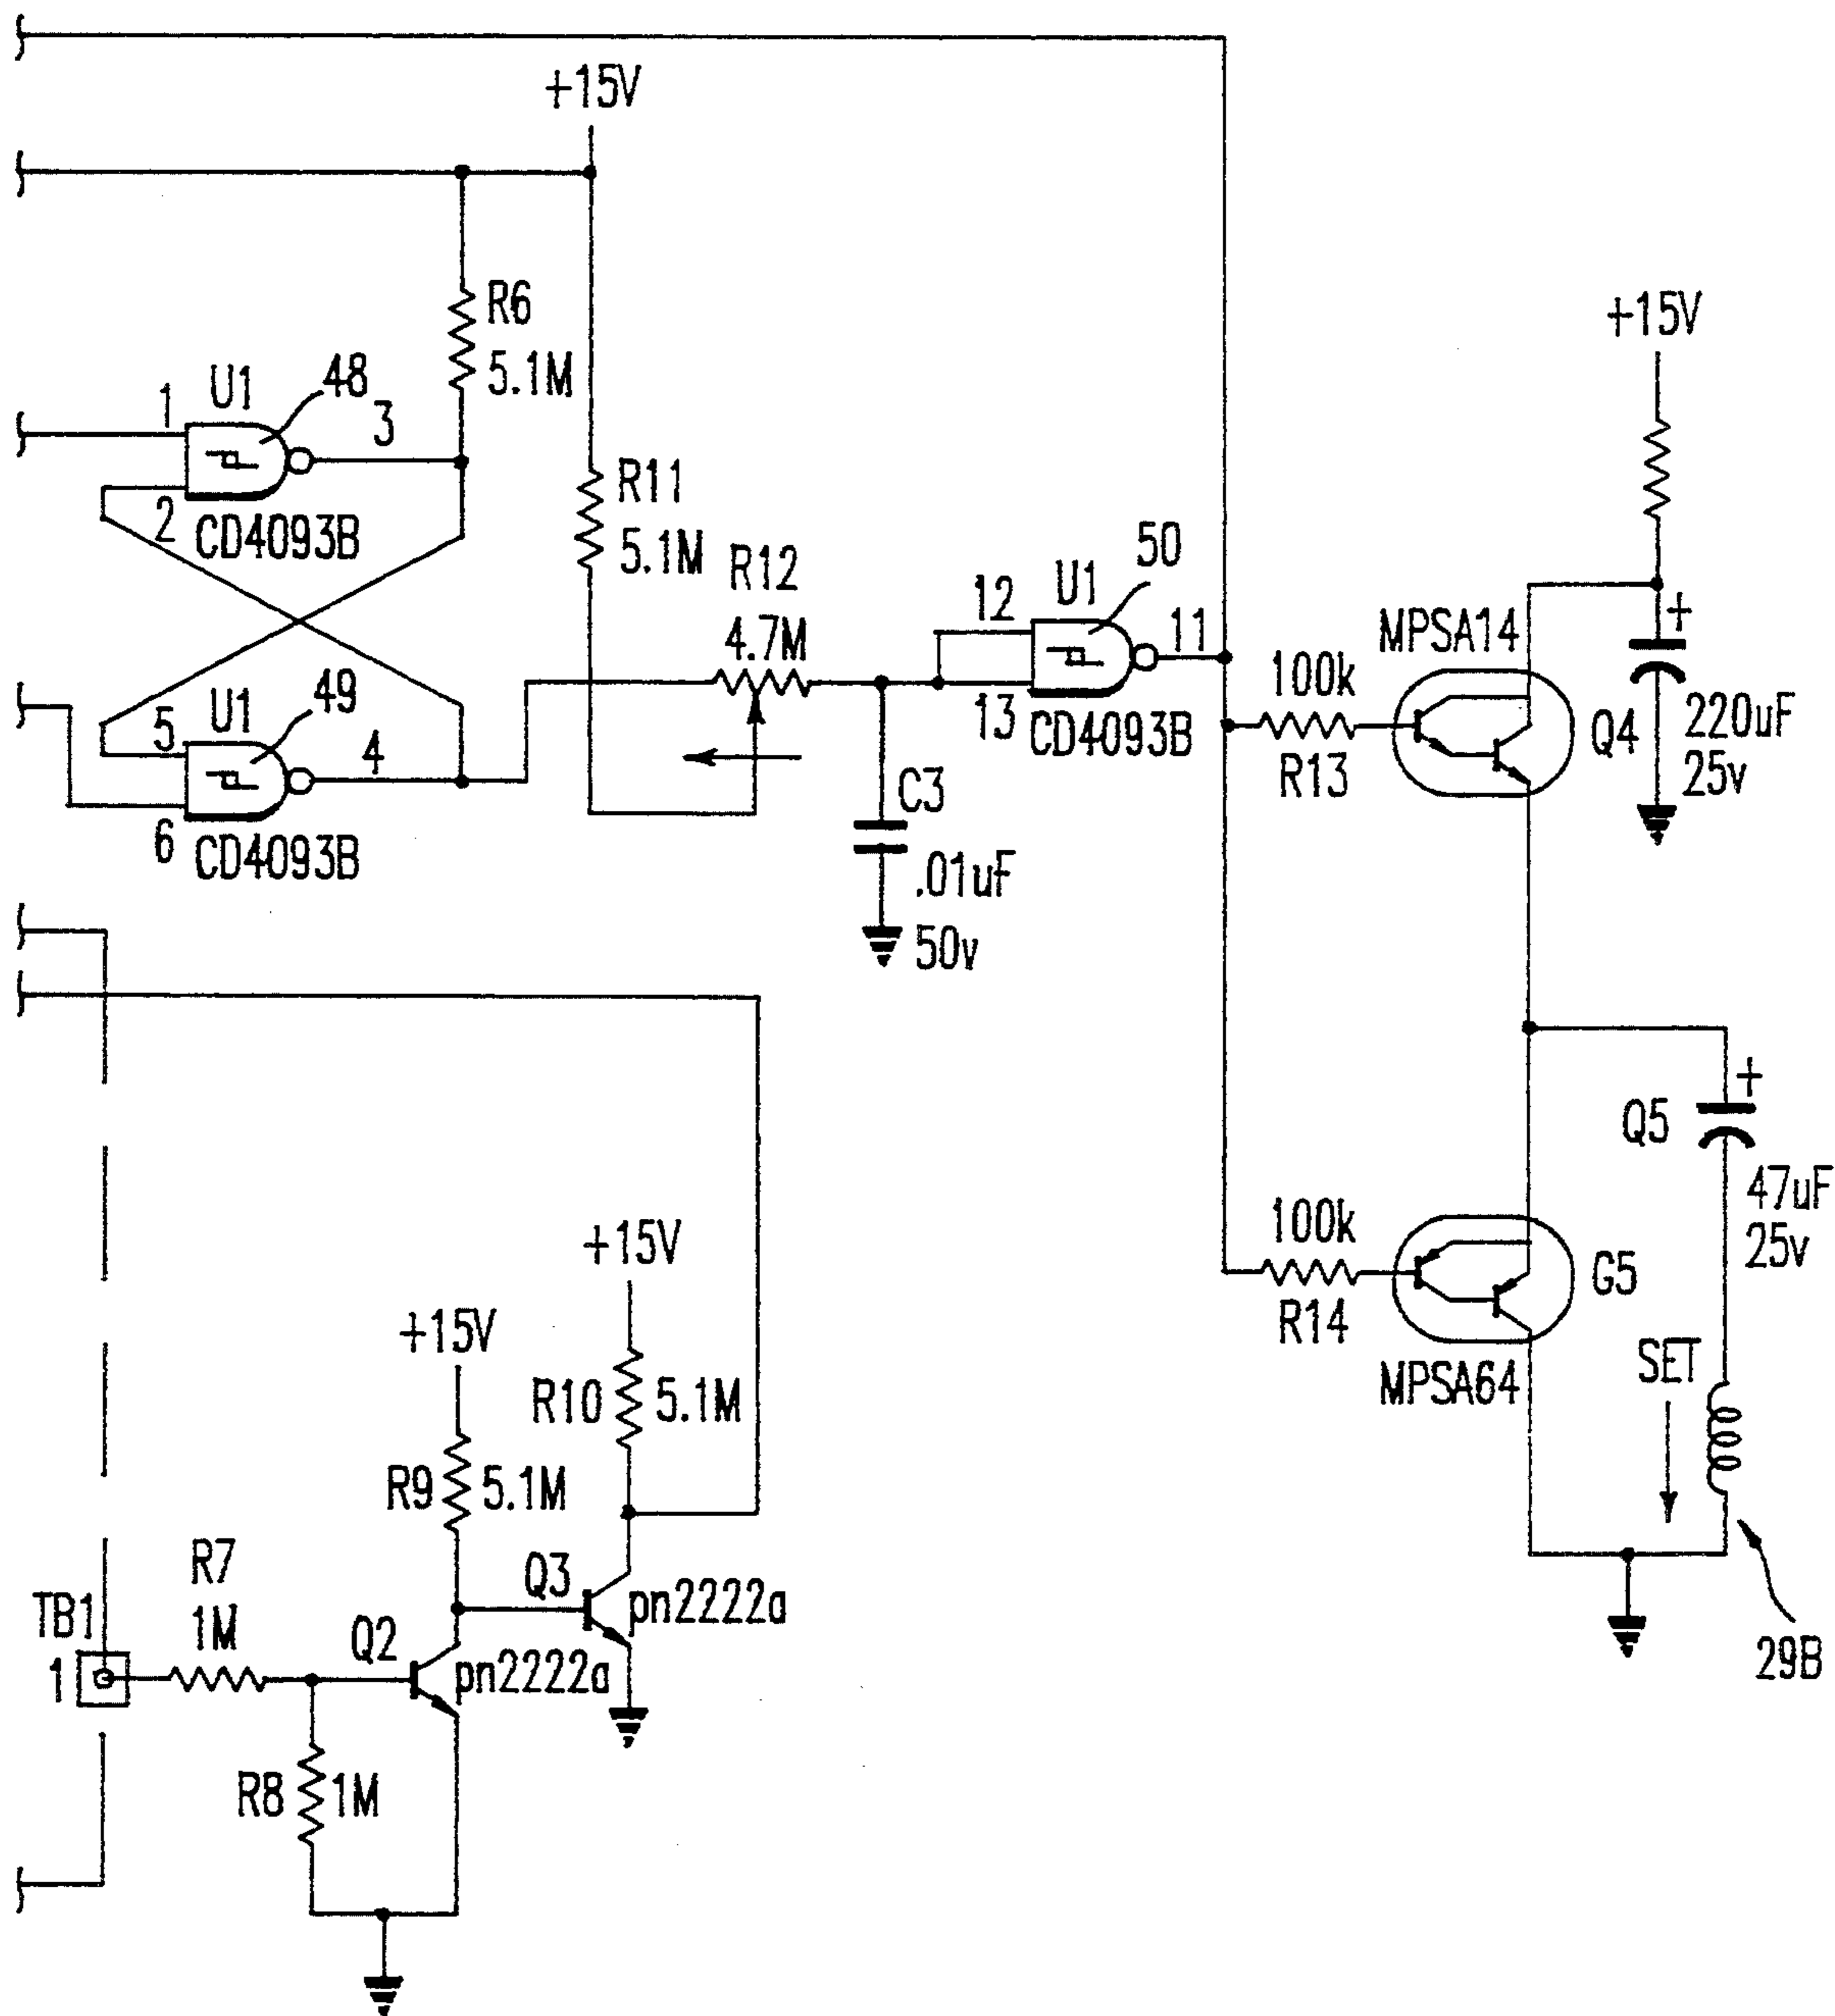 +15V
R6
5.1M
+15V
U1
48
1
3
2
CD4093B
R11
5.1M
R12
4.7M
12
U1
50
11
13
CD4093B
MPSA14
+
100k
R13
Q4
220uF
25v
U1
49
5
4
6
CD4093B
C3
.01uF
50v
+
Q5
47uF
25v
100k
R14
G5
MPSA64
SET
29B
+15V
+15V
R10
5.1M
R9
5.1M
R7
1M
TB1
1
Q3
pn2222a
Q2
pn2222a
R8
1M